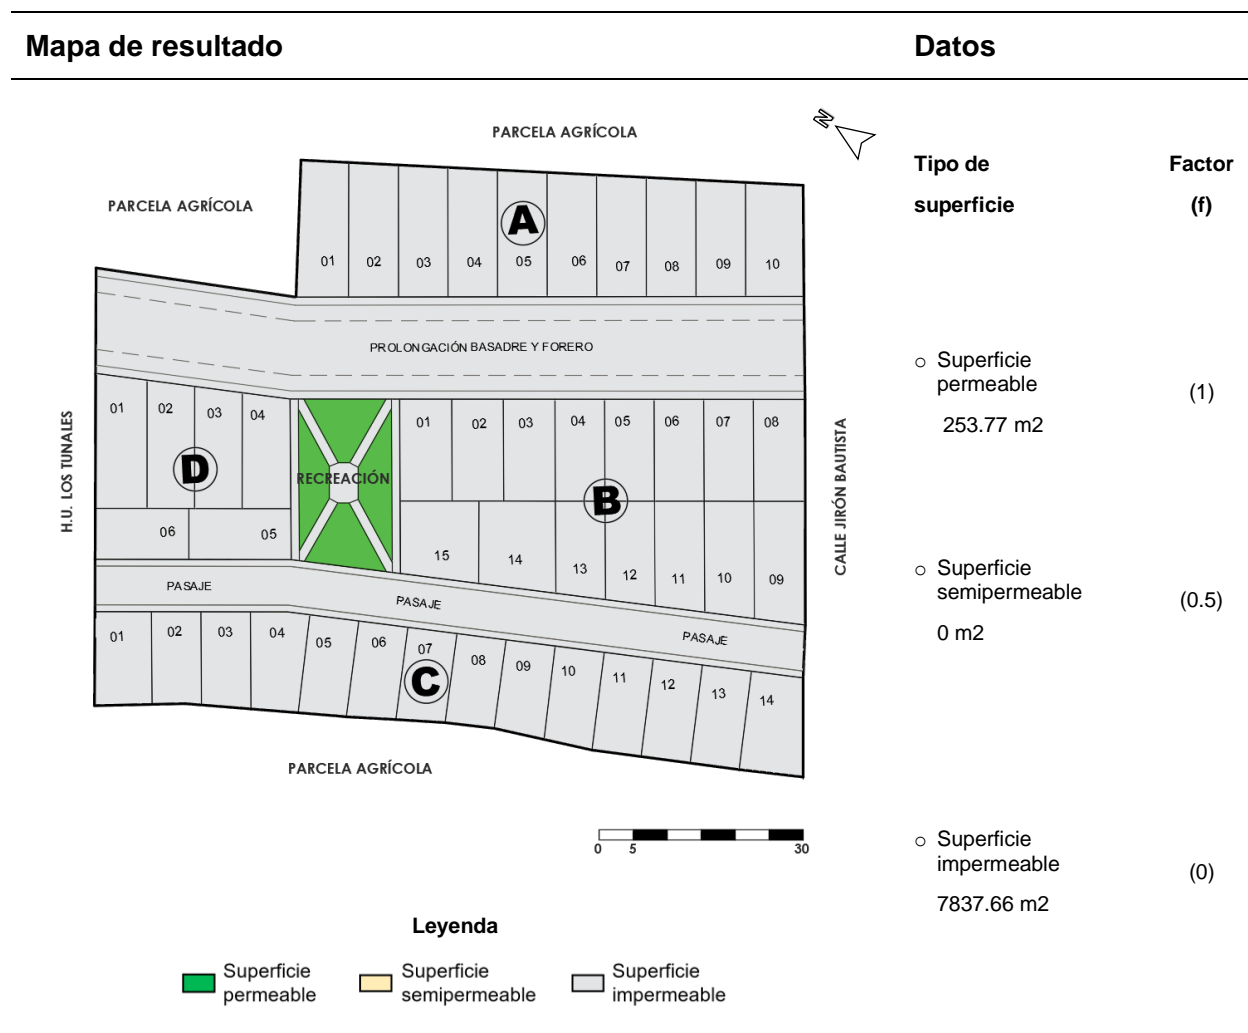 Mapa de resultado
Datos
PARCELA AGRÍCOLA
N
PARCELA AGRÍCOLA
Tipo de
superficie
Factor
(f)
A
01 02 03 04 05 06 07 08 09 10
PROLONGACIÓN BASADRE Y FORERO
H.U. LOS TUNALES
01 02 03 04
D
06 05
RECREACIÓN
01 02 03 04 05 06 07 08
B
15 14 13 12 11 10 09
CALLE JIRÓN BAUTISTA
PASAJE
PASAJE
PASAJE
01 02 03 04 05 06 07 08 09 10 11 12 13 14
C
PARCELA AGRÍCOLA
0 5 30
○ Superficie
permeable
253.77 m2
(1)
○ Superficie
semipermeable
0 m2
(0.5)
○ Superficie
impermeable
7837.66 m2
(0)
Leyenda
Superficie
permeable
Superficie
semipermeable
Superficie
impermeable